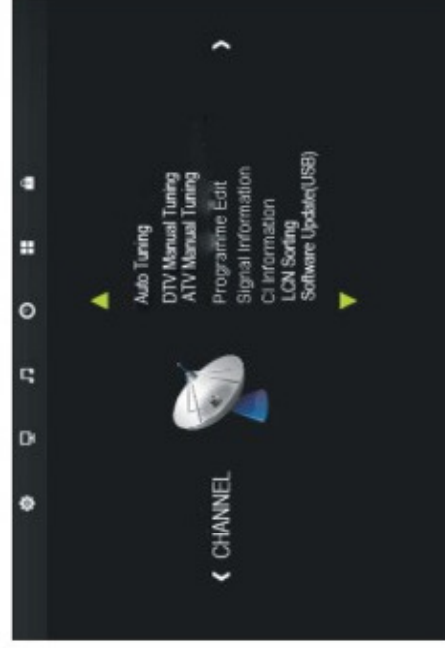 CHANNEL
Auto Tuning
DTV Manual Tuning
ATV Manual Tuning
Programme Edit
Signal Information
CI Information
LCN Sorting
Software Update(USB)